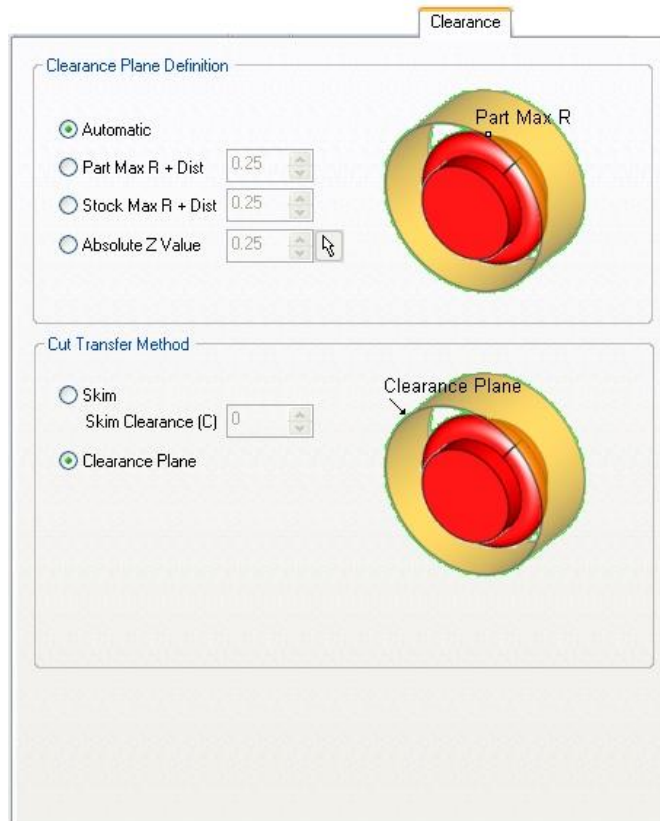 Clearance
Clearance Plane Definition
Automatic
Part Max R + Dist 0.25
Stock Max R + Dist 0.25
Absolute Z Value 0.25
Part Max R
Cut Transfer Method
Skim
Skim Clearance (C) 0
Clearance Plane
Clearance Plane